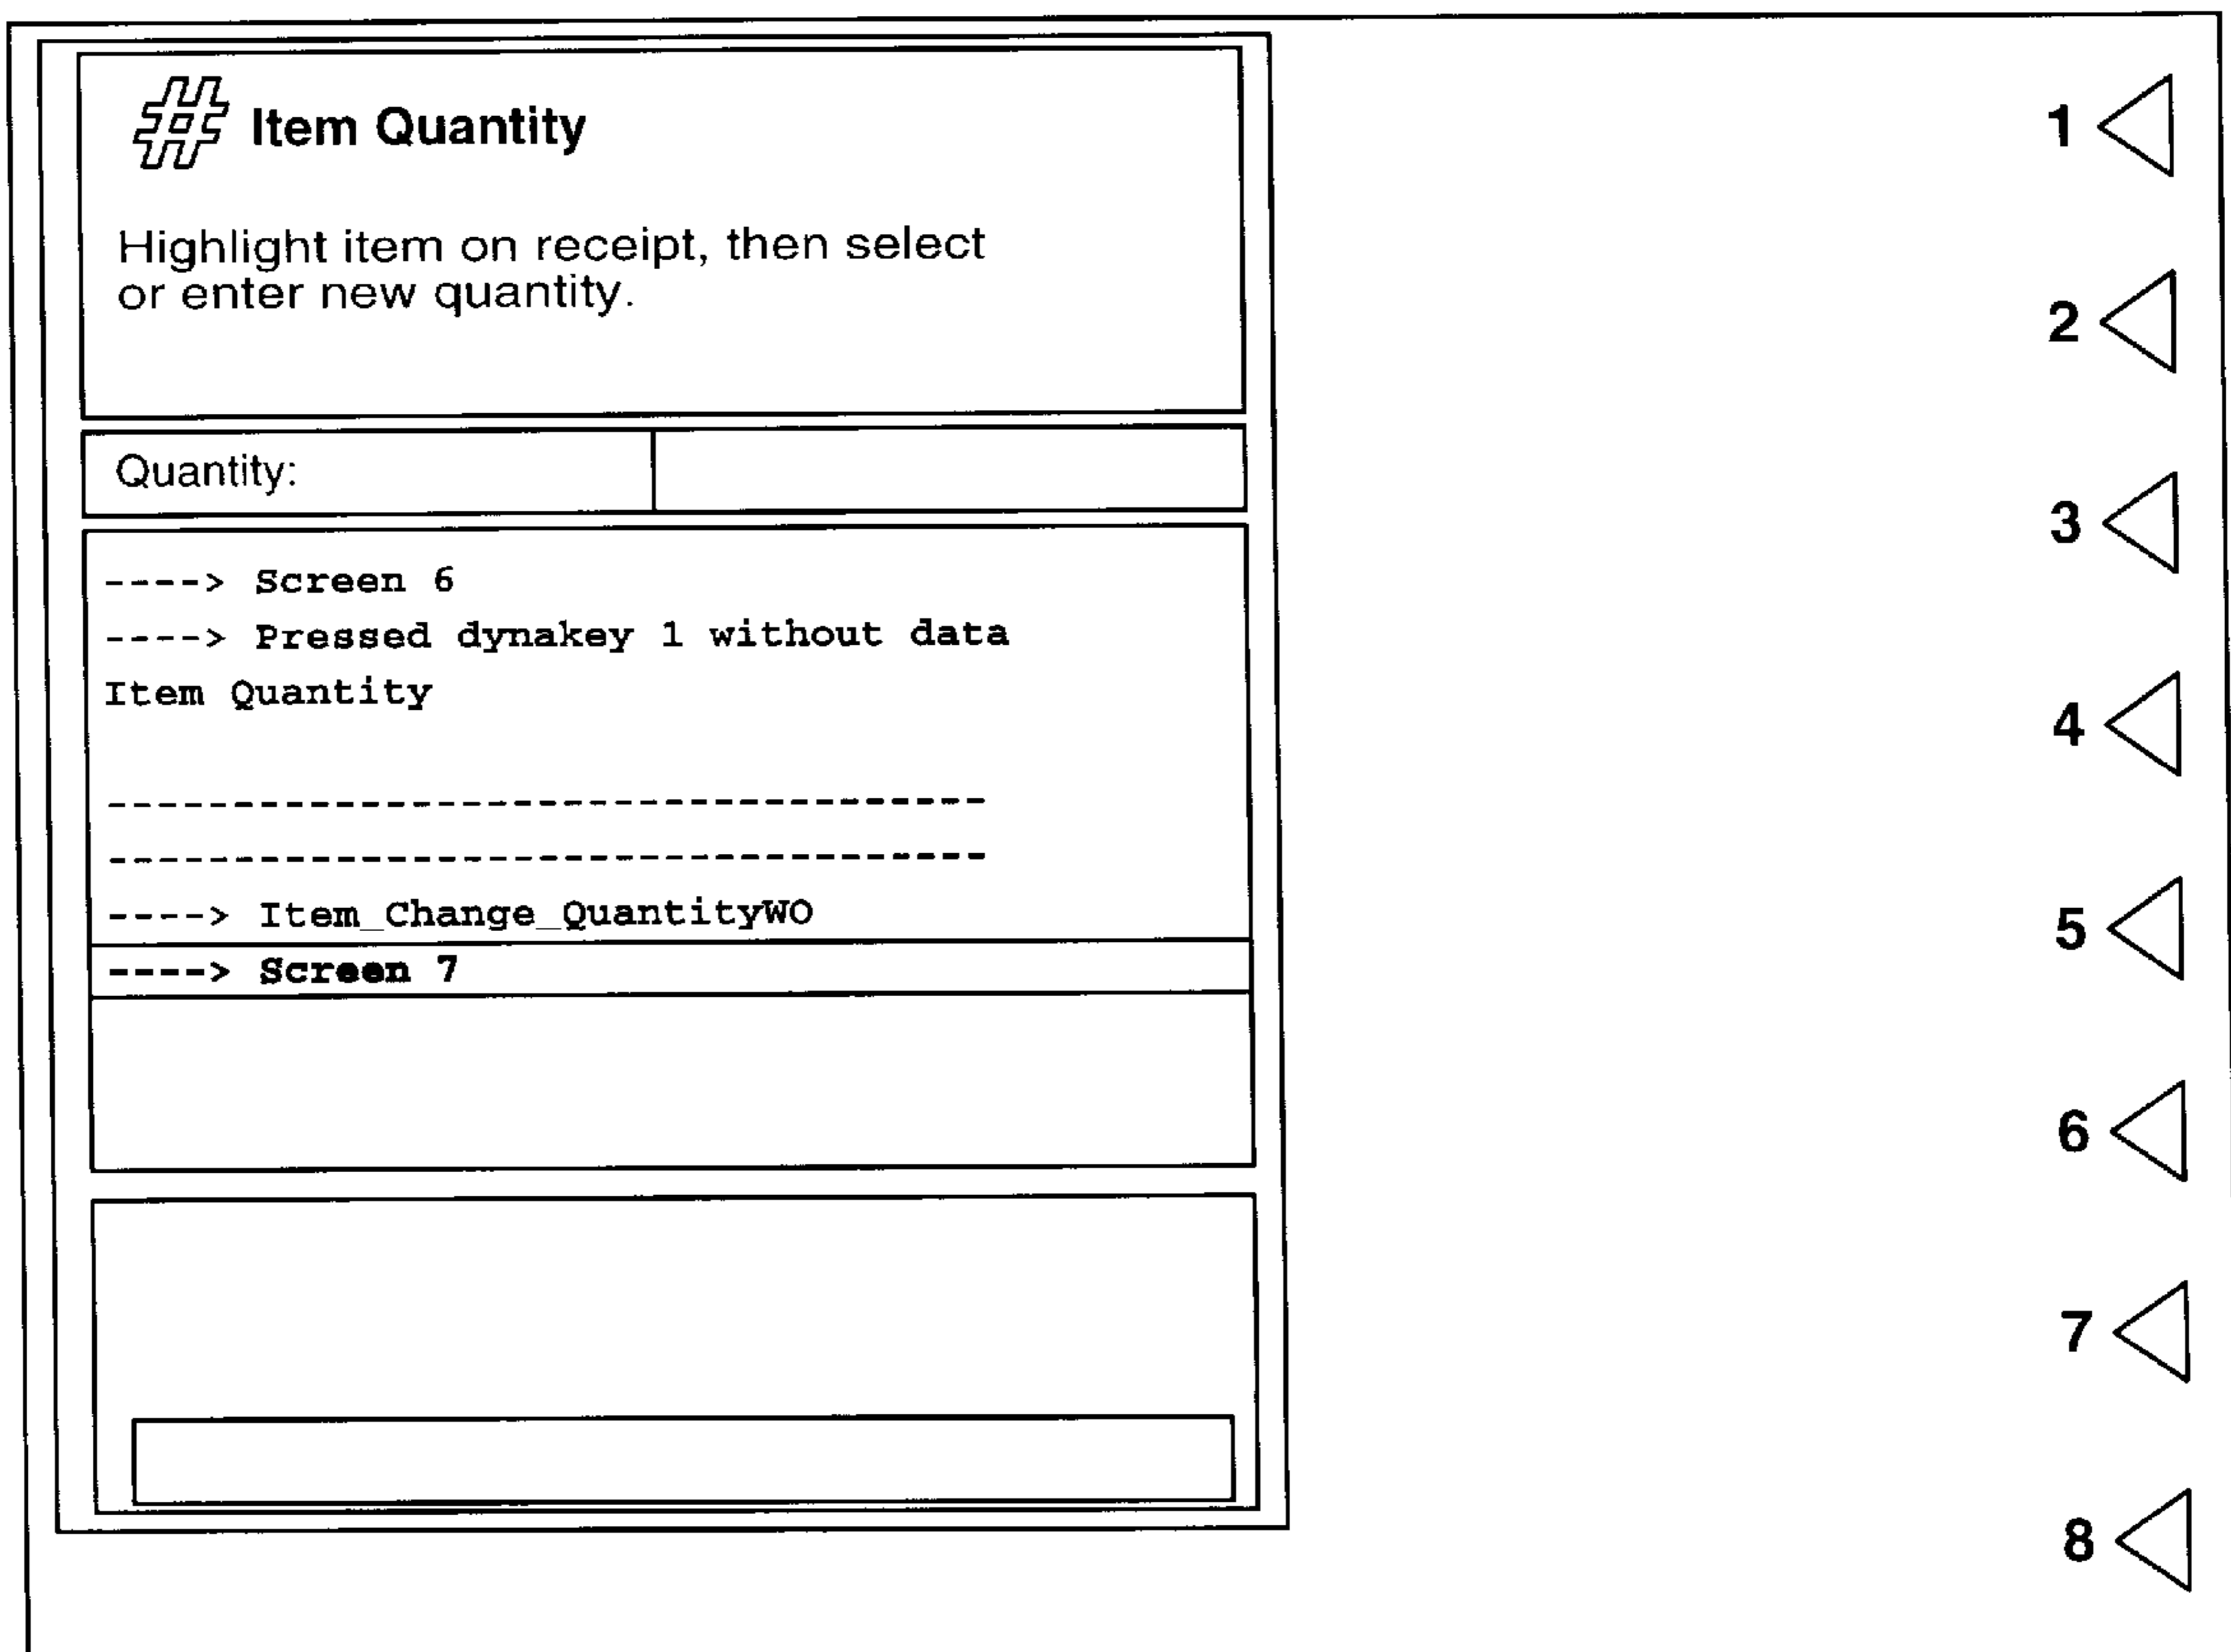 # Item Quantity
Highlight item on receipt, then select
or enter new quantity.
Quantity:
----> Screen 6
----> Pressed dynakey 1 without data
Item Quantity
-----------------------------------
-----------------------------------
----> Item_Change_QuantityWO
----> Screen 7
1
2
3
4
5
6
7
8